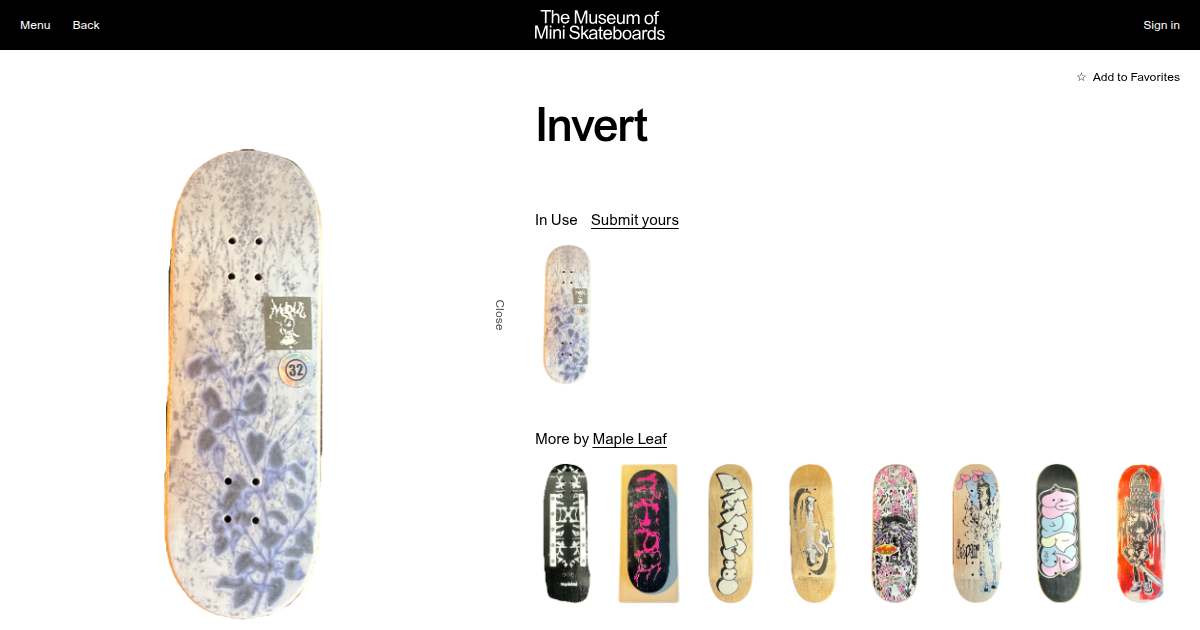 Menu
Back
The Museum of
Mini Skateboards
Sign in
☆ Add to Favorites
Invert
In Use
Submit yours
Close
32
More by Maple Leaf